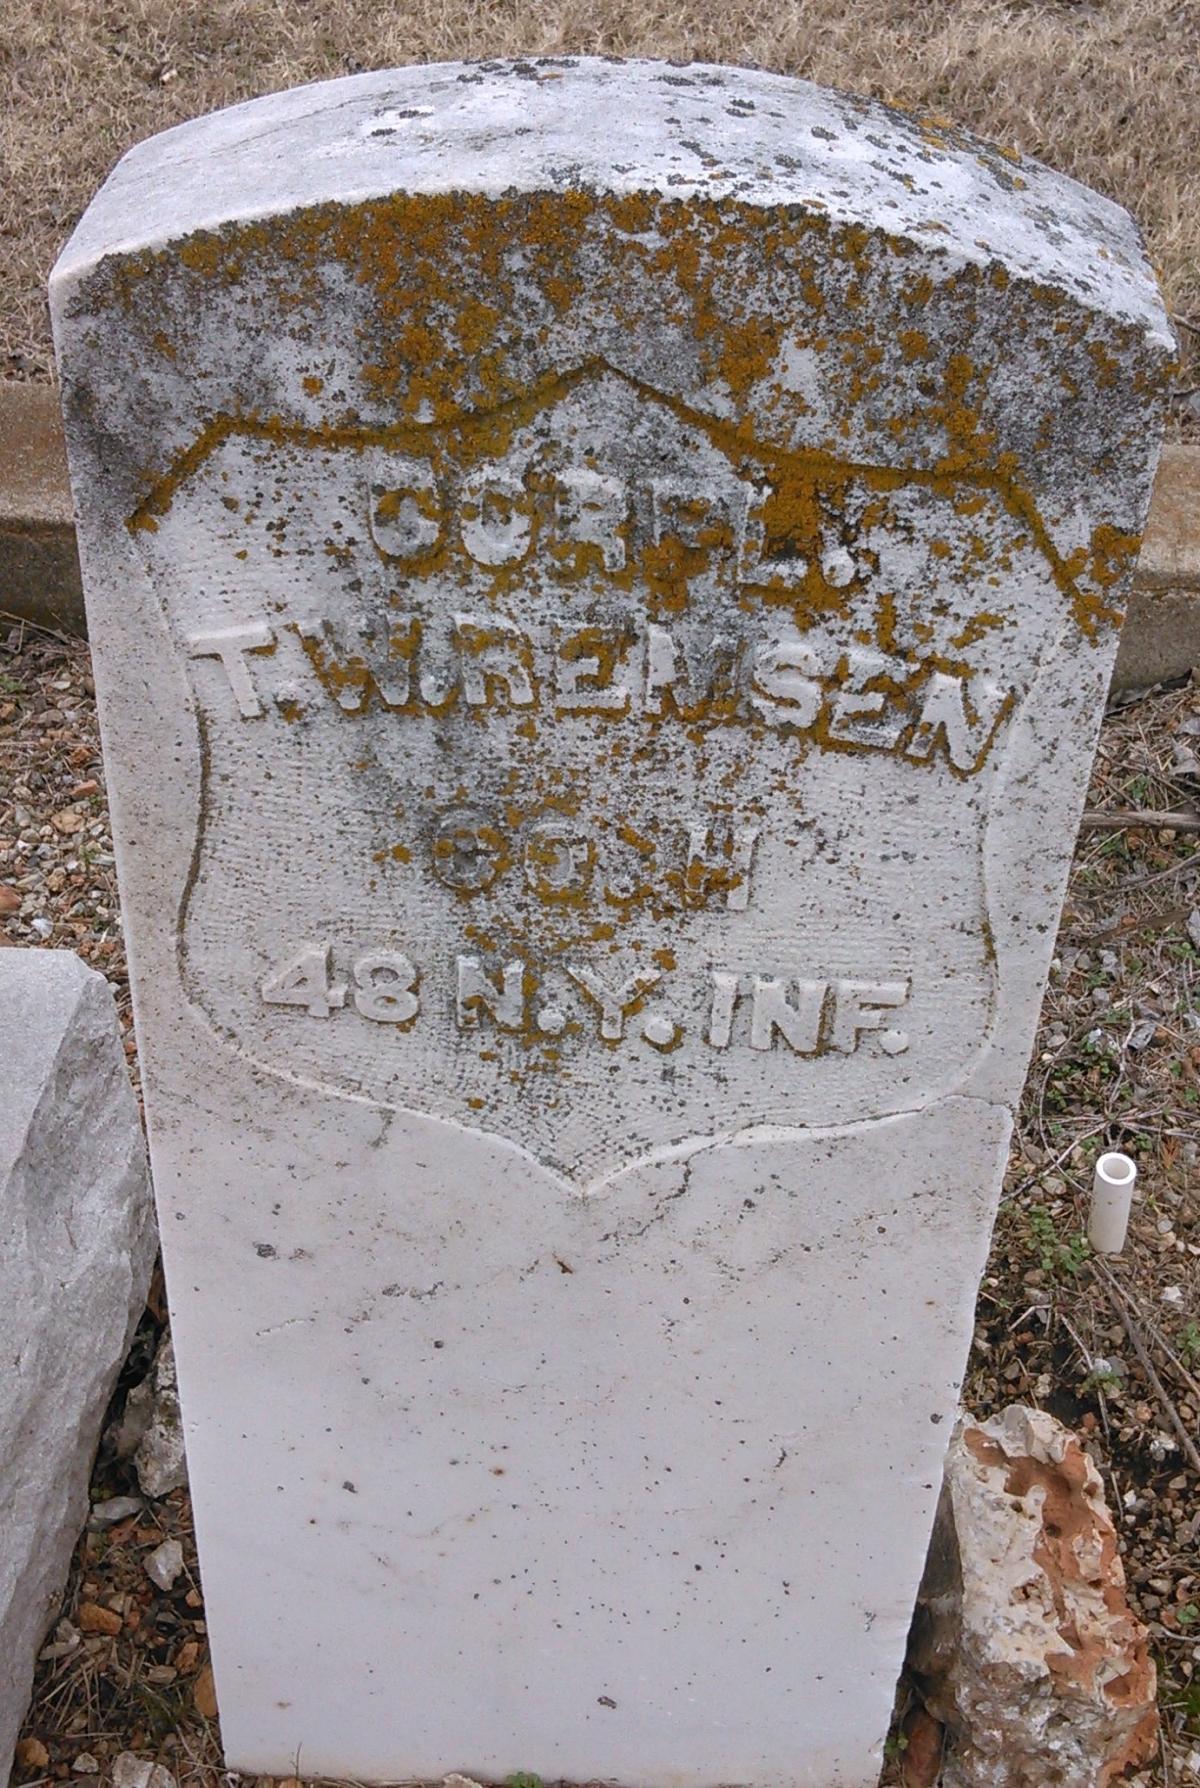 CORPL.
T.W.REMSEN
CO. H
48 N.Y. INF.